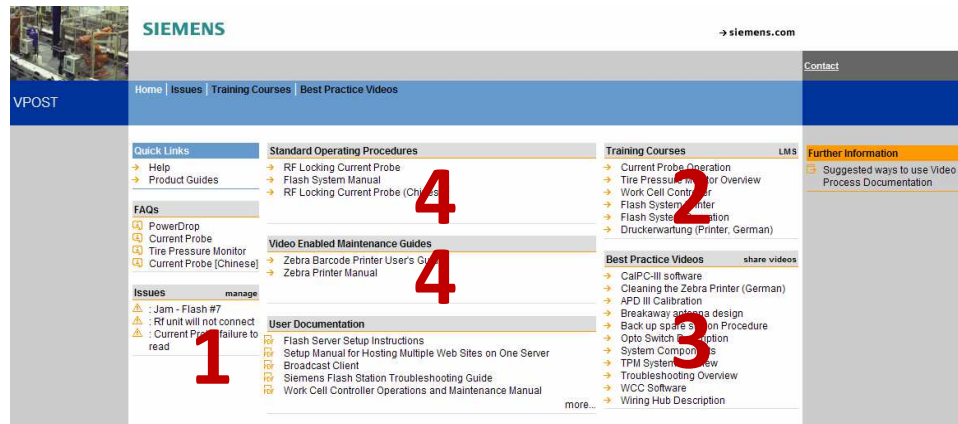 SIEMENS
siemens.com
Contact
VPOST
Home | Issues | Training Courses | Best Practice Videos
Quick Links
Help
Product Guides
FAQs
PowerDrop
Current Probe
Tire Pressure Monitor
Current Probe [Chinese]
Issues manage
: Jam - Flash #7
: Rf unit will not connect
: Current Probe failure to
read
1
Standard Operating Procedures
RF Locking Current Probe
Flash System Manual
RF Locking Current Probe (Chinese
4
Video Enabled Maintenance Guides
Zebra Barcode Printer User's Gu
Zebra Printer Manual
4
User Documentation
Flash Server Setup Instructions
Setup Manual for Hosting Multiple Web Sites on One Server
Broadcast Client
Siemens Flash Station Troubleshooting Guide
Work Cell Controller Operations and Maintenance Manual
more...
Training Courses LMS
Current Probe Operation
Tire Pressure Monitor Overview
Work Cell Controller
Flash System Printer
Flash System Operation
Druckerwartung (Printer, German)
2
Best Practice Videos share videos
CalPC-III software
Cleaning the Zebra Printer (German)
APD III Calibration
Breakaway antenna design
Back up spare station Procedure
Opto Switch Description
System Components
TPM System Overview
Troubleshooting Overview
WCC Software
Wiring Hub Description
3
Further Information
Suggested ways to use Video
Process Documentation